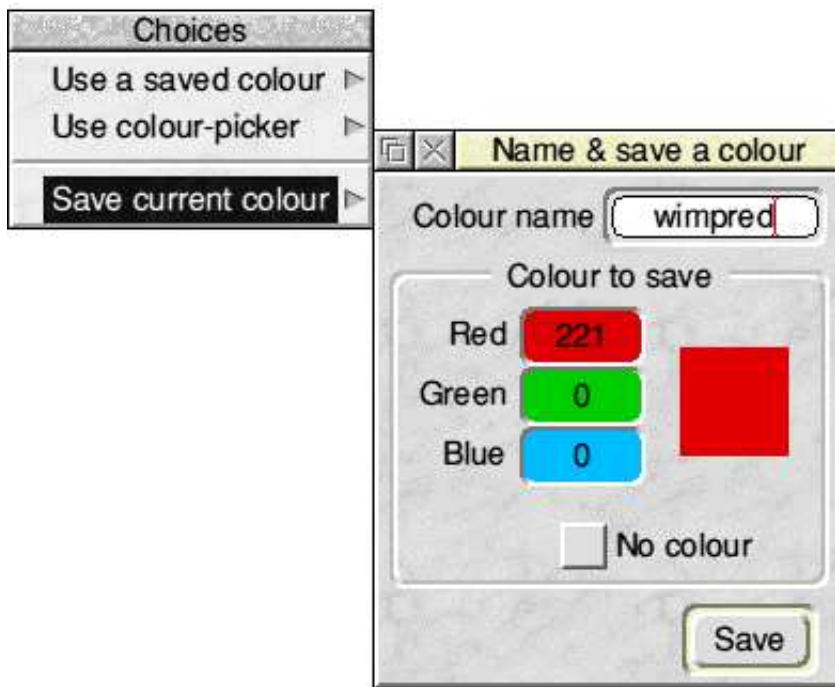 Choices
Use a saved colour
Use colour-picker
Save current colour
Name & save a colour
Colour name wimpred
Colour to save
Red 221
Green 0
Blue 0
No colour
Save